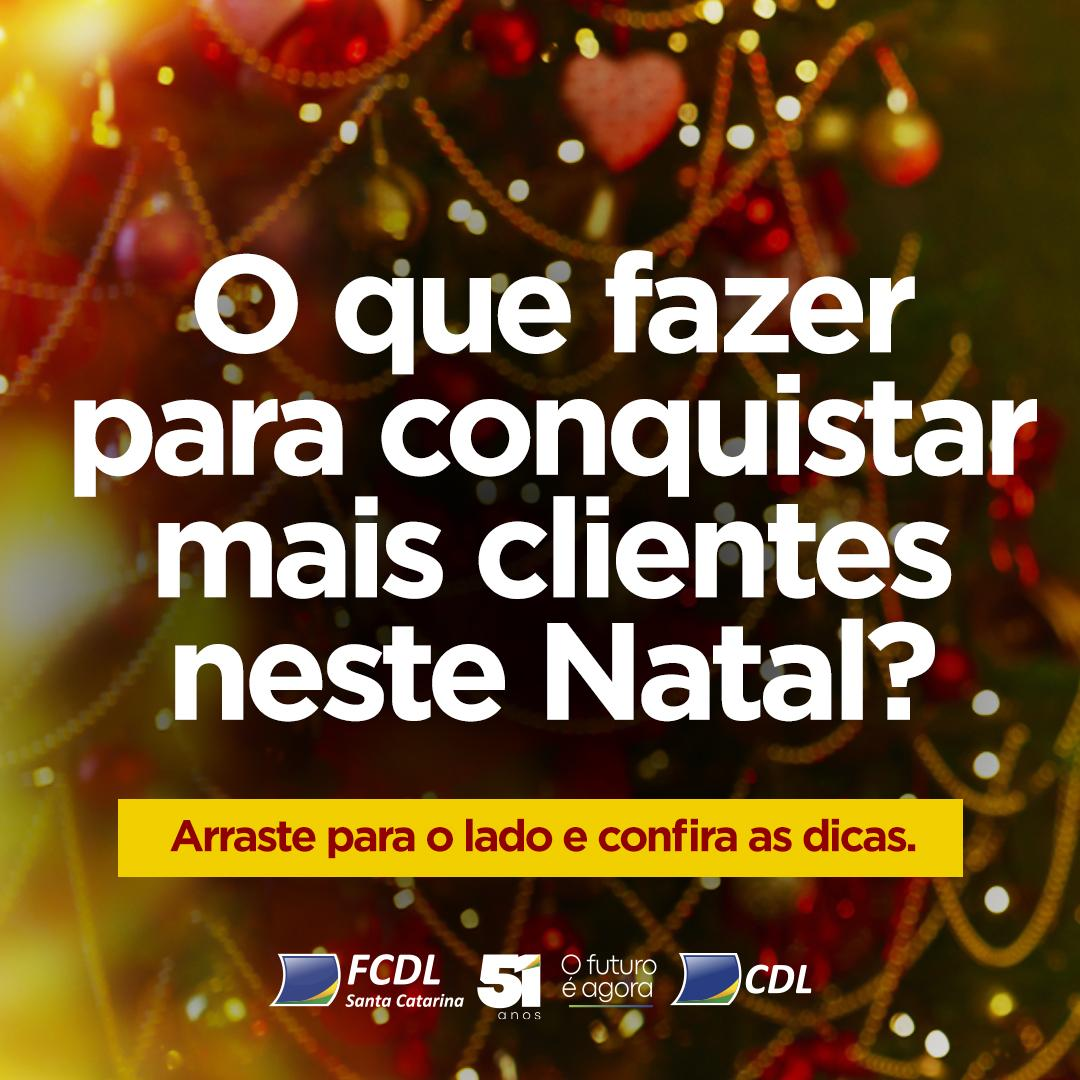 O que fazer
para conquistar
mais clientes
neste Natal?
Arraste para o lado e confira as dicas.
FCDL
Santa Catarina
51
anos
O futuro
é agora
CDL